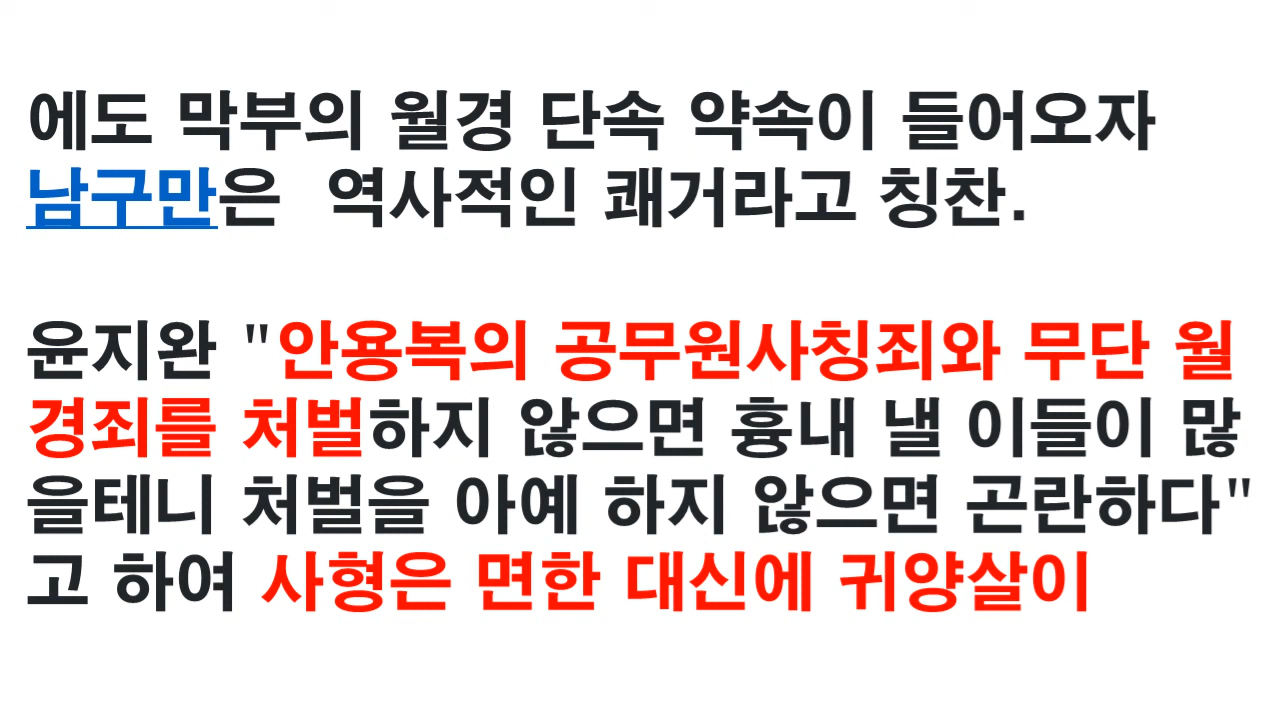 에도 막부의 월경 단속 약속이 들어오자
남구만은  역사적인 쾌거라고 칭찬.
윤지완 "안용복의 공무원사칭죄와 무단 월
경죄를 처벌하지 않으면 흉내 낼 이들이 많
을테니 처벌을 아예 하지 않으면 곤란하다"
고 하여 사형은 면한 대신에 귀양살이